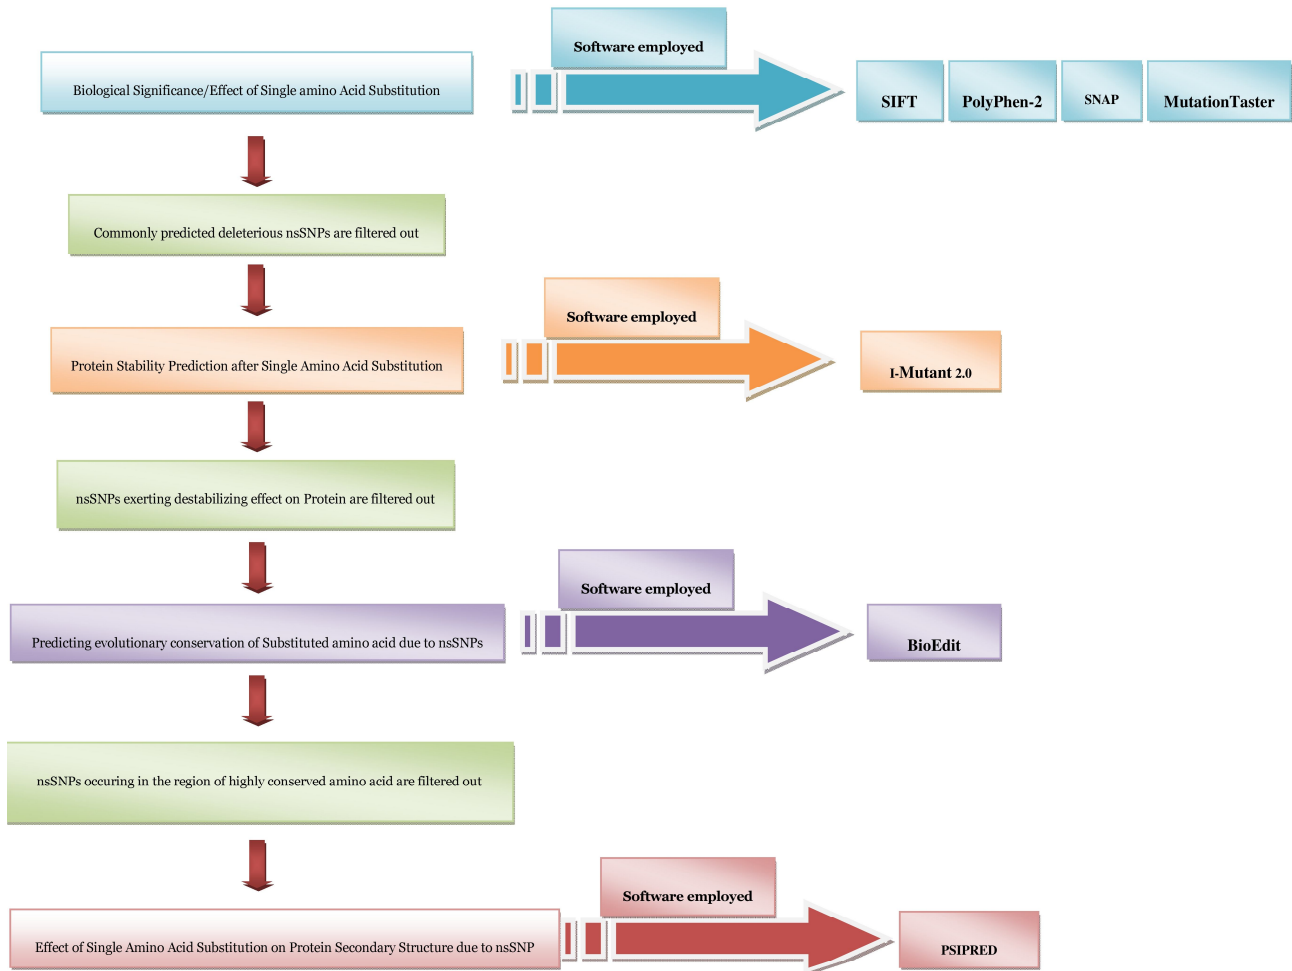 Software employed
Biological Significance/Effect of Single amino Acid Substitution
SIFT
PolyPhen-2
SNAP
MutationTaster
Commonly predicted deleterious nsSNPs are filtered out
Software employed
Protein Stability Prediction after Single Amino Acid Substitution
I-Mutant 2.0
nsSNPs exerting destabilizing effect on Protein are filtered out
Software employed
Predicting evolutionary conservation of Substituted amino acid due to nsSNPs
BioEdit
nsSNPs occuring in the region of highly conserved amino acid are filtered out
Software employed
Effect of Single Amino Acid Substitution on Protein Secondary Structure due to nsSNP
PSIPRED